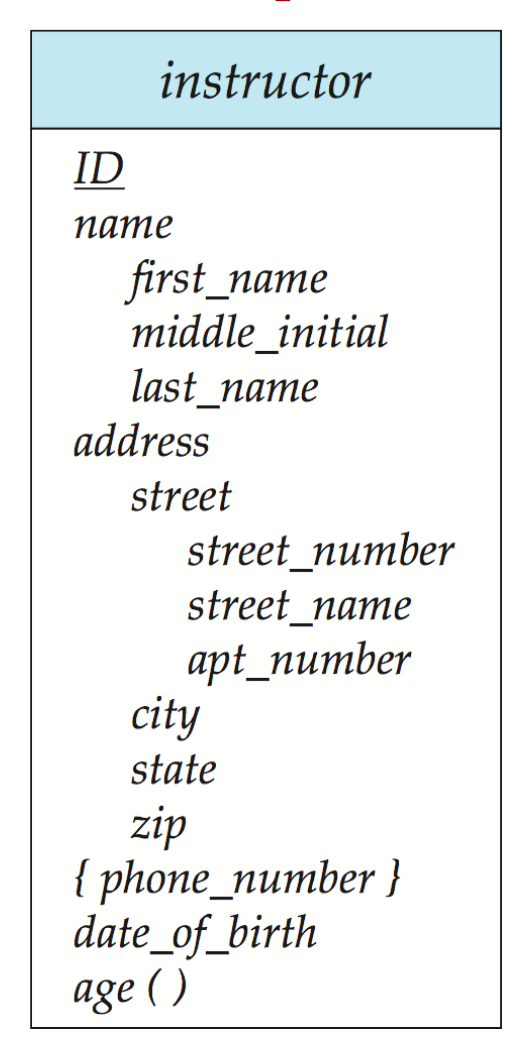 instructor
ID
name
first_name
middle_initial
last_name
address
street
street_number
street_name
apt_number
city
state
zip
{ phone_number }
date_of_birth
age ( )